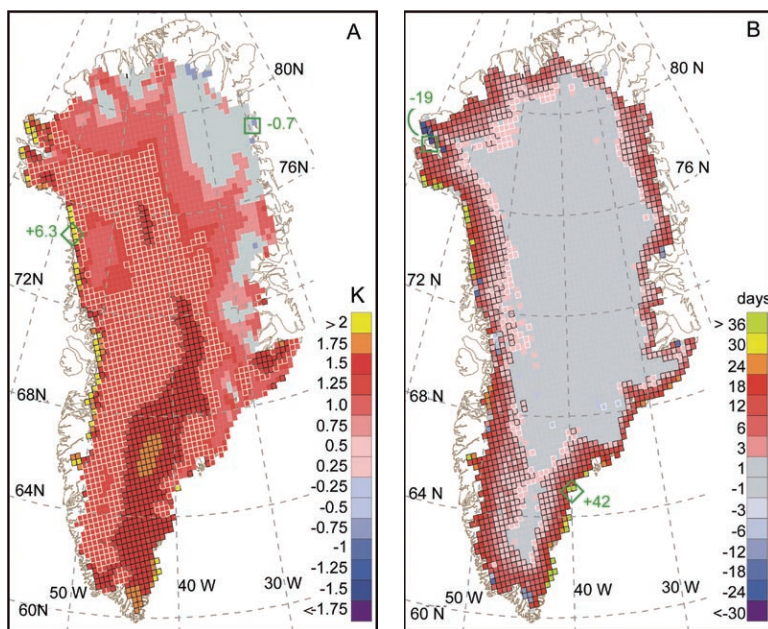 A
80N
-0.7
76N
+6.3
72N
K
> 2
1.75
1.5
1.25
1.0
0.75
0.5
0.25
-0.25
-0.5
-0.75
-1
-1.25
-1.5
<-1.75
68N
64N
60N
50 W
40 W
30 W
B
-19
80 N
76 N
72 N
days
> 36
30
24
18
12
6
3
1
-1
-3
-6
-12
-18
-24
<-30
68 N
64N
+42
60 N
50 W
40 W
30 W